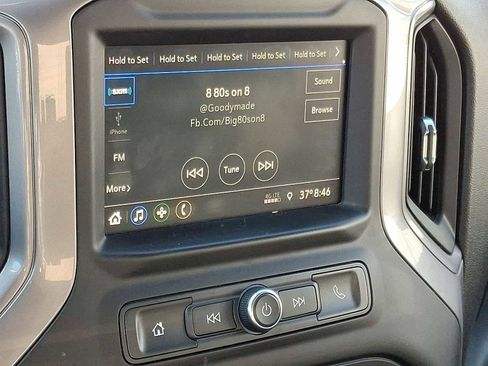 Hold to Set Hold to Set Hold to Set Hold to Set Hold to Set
sxm
8 80s on 8
Sound
@Goodymade
iPhone
Fb.Com/Big80son8
Browse
FM
Tune
More
4G LTE
37° 8:46